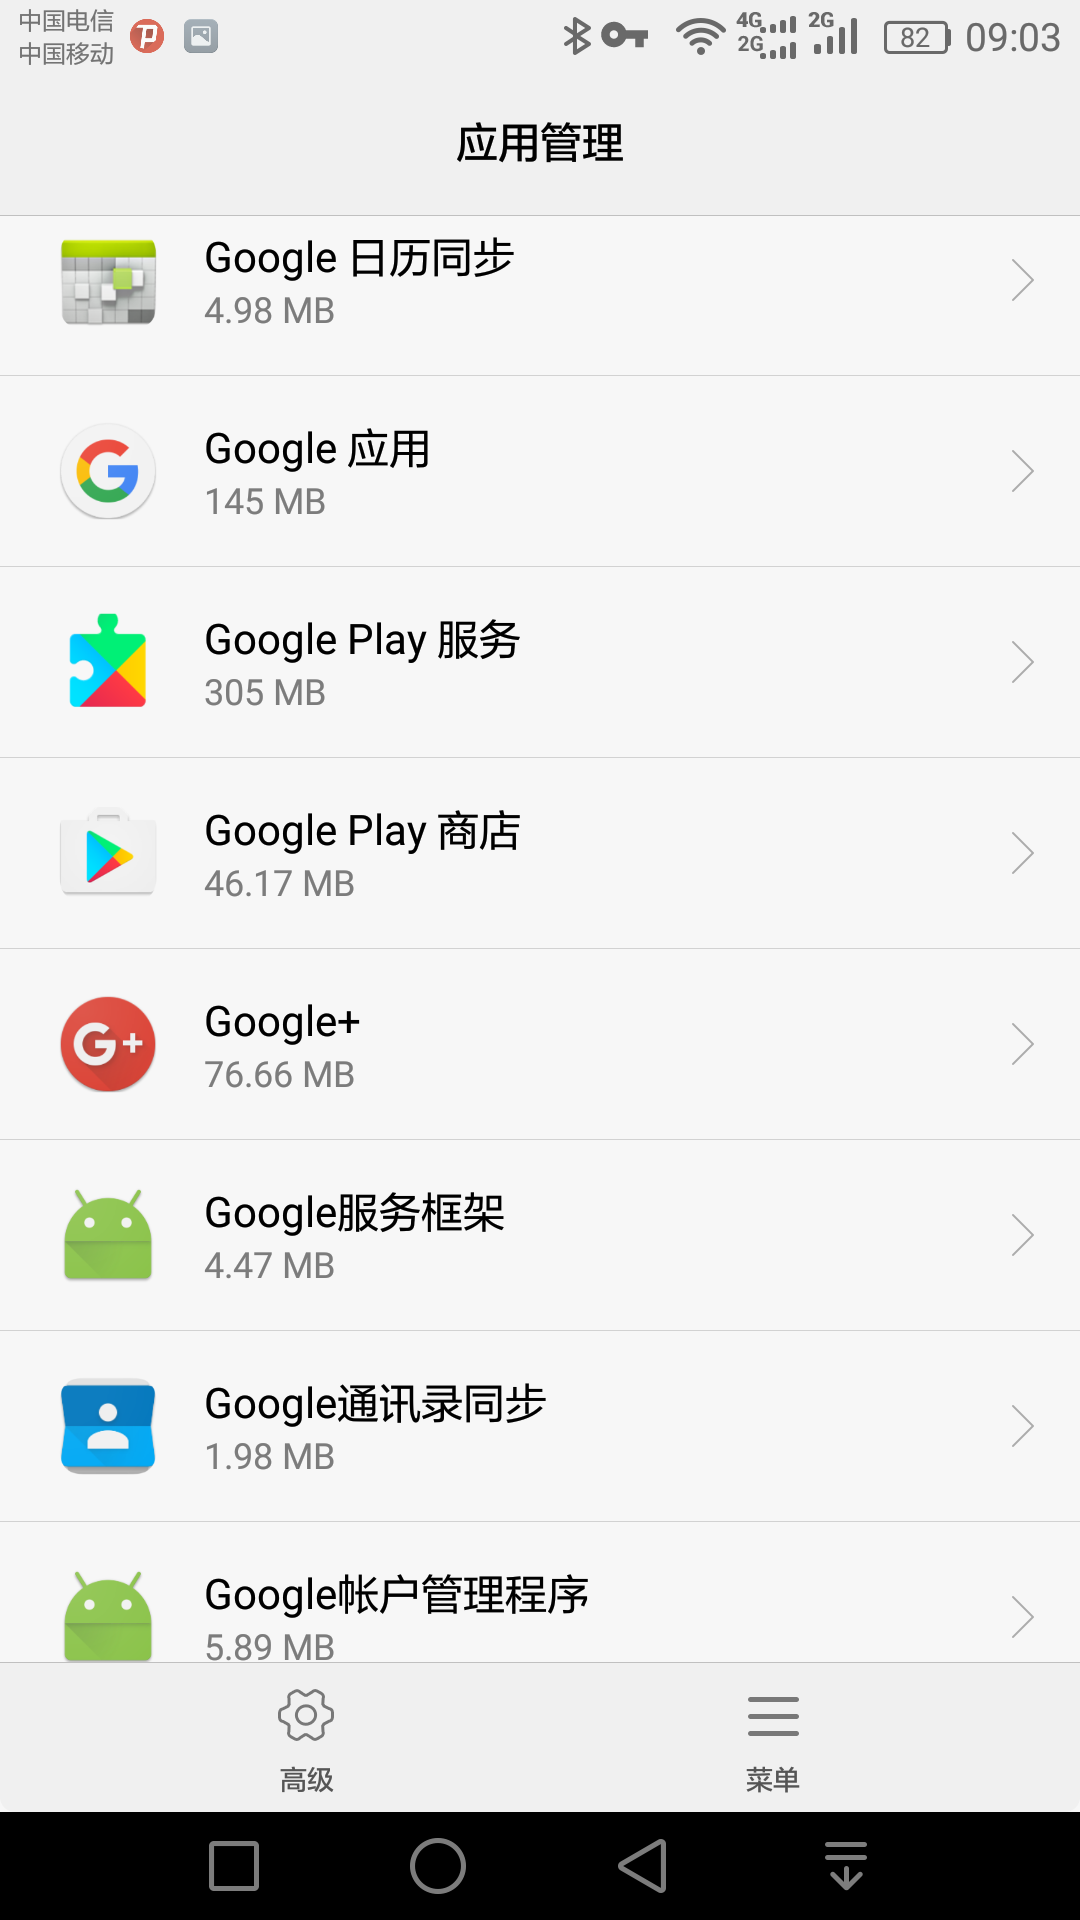 中国电信
中国移动
4G 2G
2G
82 09:03
应用管理
Google 日历同步
4.98 MB
Google 应用
145 MB
Google Play 服务
305 MB
Google Play 商店
46.17 MB
Google+
76.66 MB
Google服务框架
4.47 MB
Google通讯录同步
1.98 MB
Google帐户管理程序
5.89 MB
高级
菜单